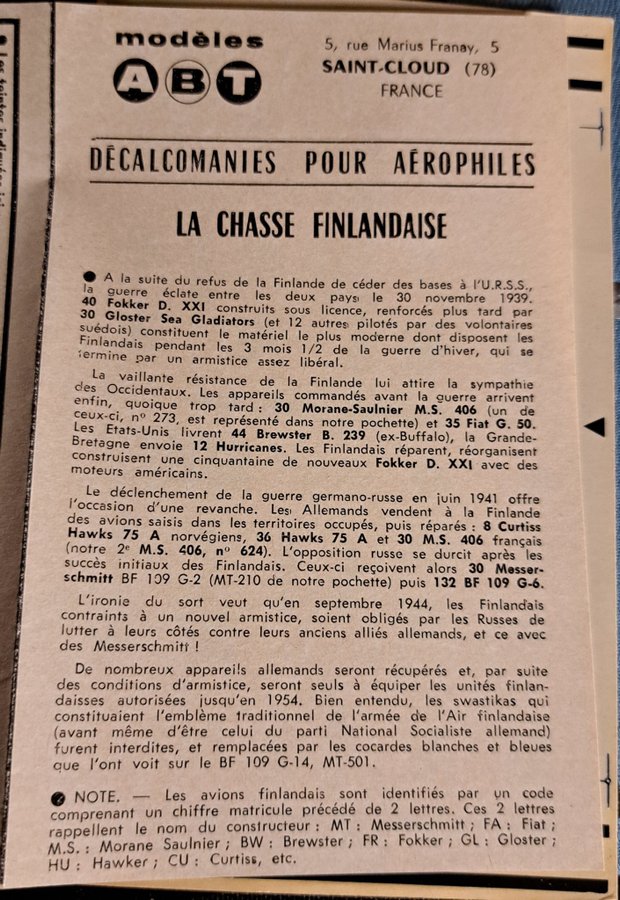 modèles
ABT
5, rue Marius Franay, 5
SAINT-CLOUD (78)
FRANCE
DÉCALCOMANIES POUR AÉROPHILES
LA CHASSE FINLANDAISE
● A la suite du refus de la Finlande de céder des bases à l'U.R.S.S.,
la guerre éclate entre les deux pays le 30 novembre 1939.
40 Fokker D. XXI construits sous licence, renforcés plus tard par
30 Gloster Sea Gladiators (et 12 autres pilotés par des volontaires
suédois) constituent le matériel le plus moderne dont disposent les
Finlandais pendant les 3 mois 1/2 de la guerre d'hiver, qui se
termine par un armistice assez libéral.
La vaillante résistance de la Finlande lui attire la sympathie
des Occidentaux. Les appareils commandés avant la guerre arrivent
enfin, quoique trop tard : 30 Morane-Saulnier M.S. 406 (un de
ceux-ci, n° 273, est représenté dans notre pochette) et 35 Fiat G. 50.
Les Etats-Unis livrent 44 Brewster B. 239 (ex-Buffalo), la Grande-
Bretagne envoie 12 Hurricanes. Les Finlandais réparent, réorganisent
construisent une cinquantaine de nouveaux Fokker D. XXI avec des
moteurs américains.
Le déclenchement de la guerre germano-russe en juin 1941 offre
l'occasion d'une revanche. Les Allemands vendent à la Finlande
des avions saisis dans les territoires occupés, puis réparés : 8 Curtiss
Hawks 75 A norvégiens, 36 Hawks 75 A et 30 M.S. 406 français
(notre 2e M.S. 406, n° 624). L'opposition russe se durcit après les
succès initiaux des Finlandais. Ceux-ci reçoivent alors 30 Messer-
schmitt BF 109 G-2 (MT-210 de notre pochette) puis 132 BF 109 G-6.
L'ironie du sort veut qu'en septembre 1944, les Finlandais
contraints à un nouvel armistice, soient obligés par les Russes de
lutter à leurs côtés contre leurs anciens alliés allemands, et ce avec
des Messerschmitt !
De nombreux appareils allemands seront récupérés et, par suite
des conditions d'armistice, seront seuls à équiper les unités finlan-
daisses autorisées jusqu'en 1954. Bien entendu, les swastikas qui
constituaient l'emblème traditionnel de l'armée de l'Air finlandaise
(avant même d'être celui du parti National Socialiste allemand)
furent interdites, et remplacées par les cocardes blanches et bleues
que l'ont voit sur le BF 109 G-14, MT-501.
● NOTE. — Les avions finlandais sont identifiés par un code
comprenant un chiffre matricule précédé de 2 lettres. Ces 2 lettres
rappellent le nom du constructeur : MT : Messerschmitt ; FA : Fiat ;
M.S. : Morane Saulnier ; BW : Brewster ; FR : Fokker ; GL : Gloster ;
HU : Hawker ; CU : Curtiss, etc.